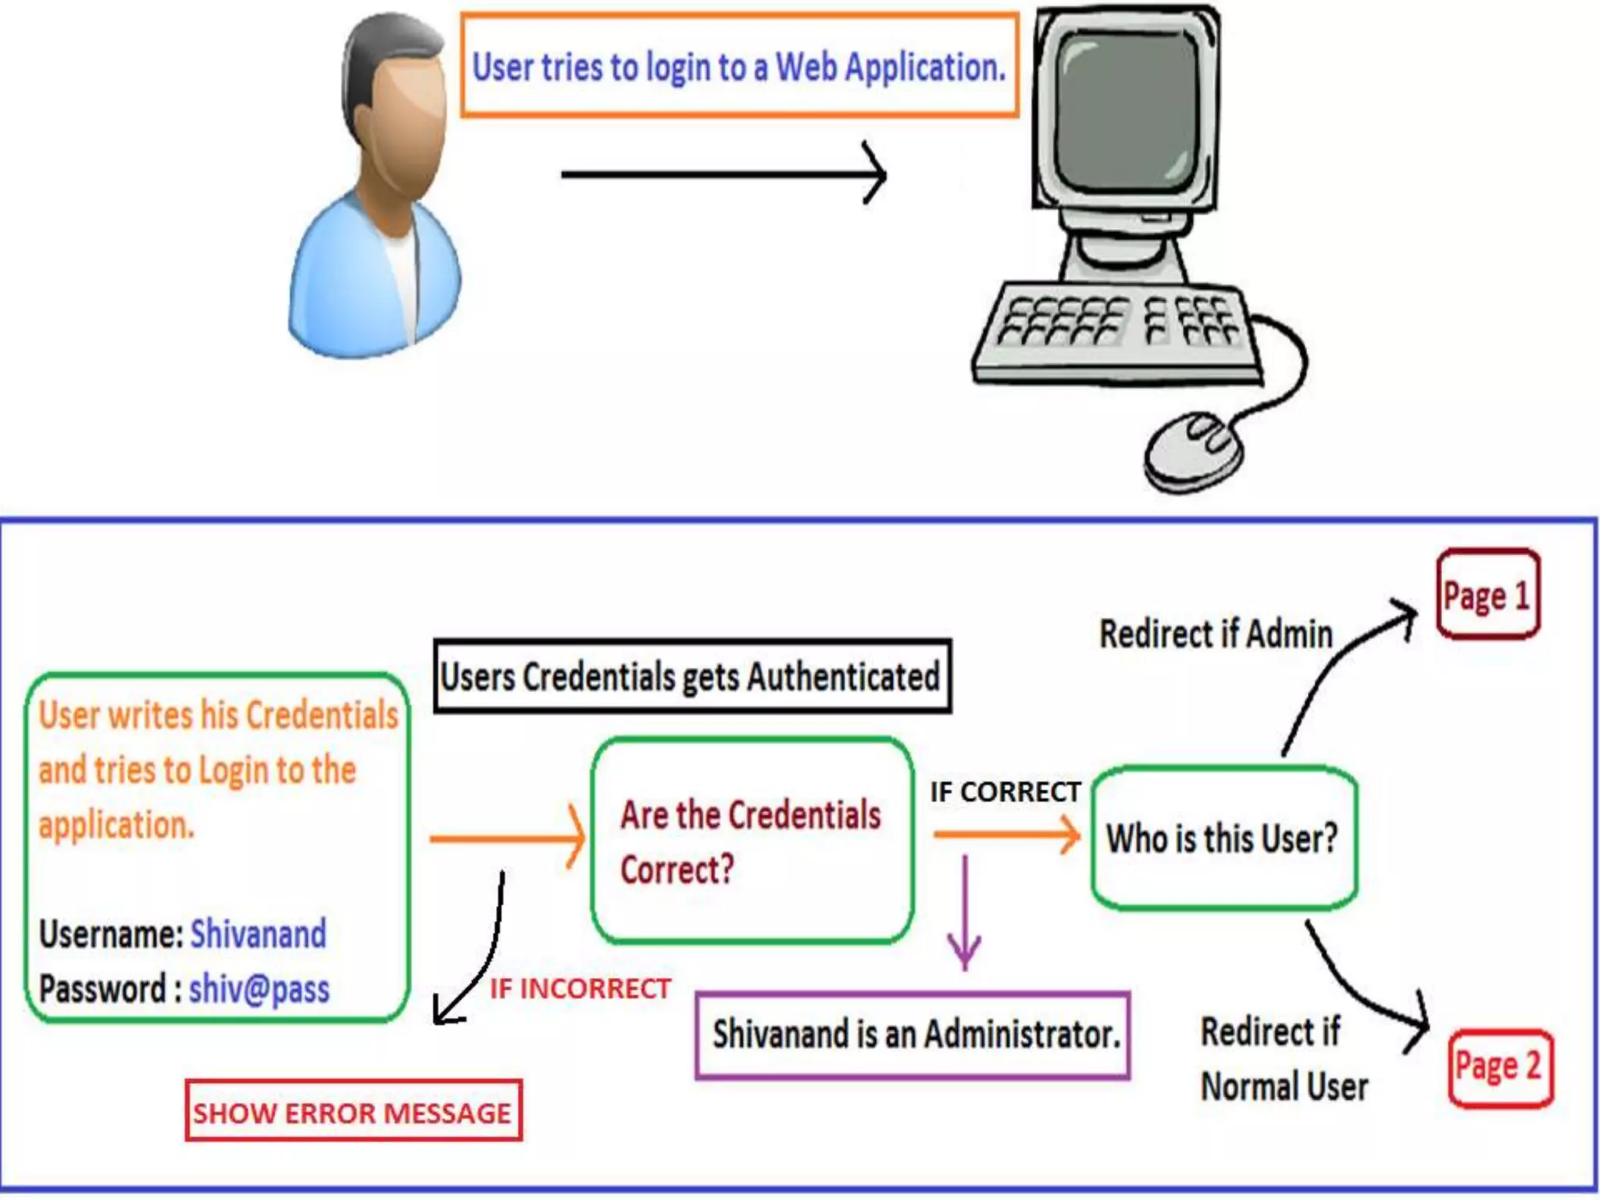 User tries to login to a Web Application.
Users Credentials gets Authenticated
User writes his Credentials
and tries to Login to the
application.
Username: Shivanand
Password : shiv@pass
IF INCORRECT
SHOW ERROR MESSAGE
Are the Credentials
Correct?
IF CORRECT
Shivanand is an Administrator.
Who is this User?
Redirect if Admin
Page 1
Redirect if
Normal User
Page 2